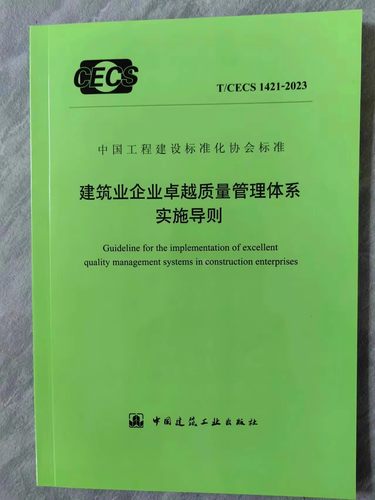 CECS
T/CECS 1421-2023
中国工程建设标准化协会标准
建筑业企业卓越质量管理体系
实施导则
Guideline for the implementation of excellent
quality management systems in construction enterprises
中国建筑工业出版社